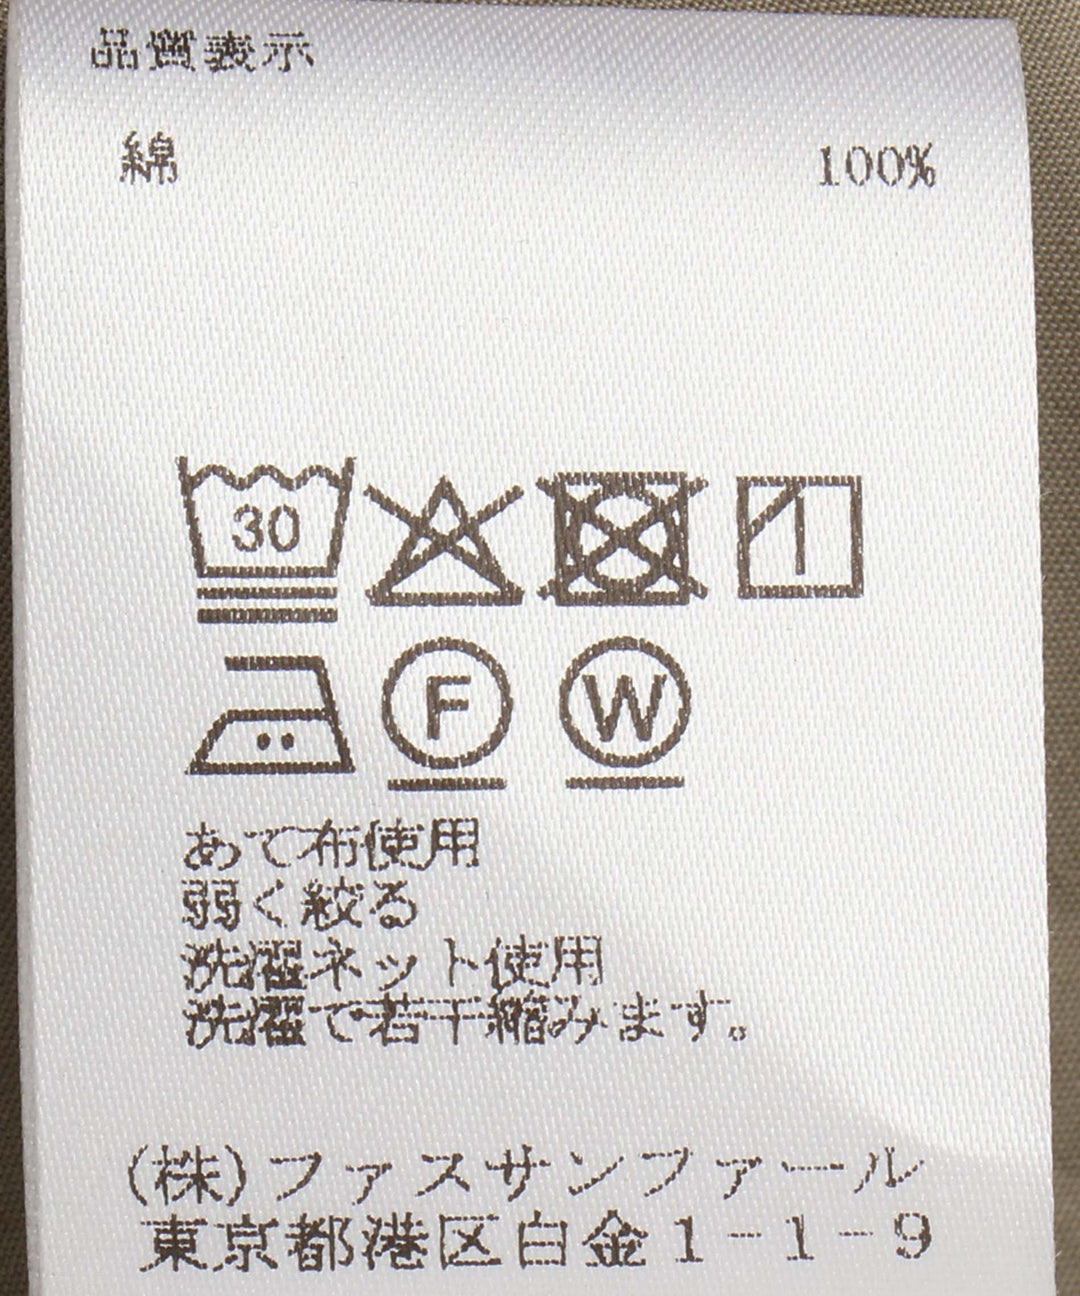 品質表示
綿 100%
30
F W
あて布使用
弱く絞る
洗濯ネット使用
洗濯で若干縮みます。
(株)ファスサンファール
東京都港区白金1-1-9